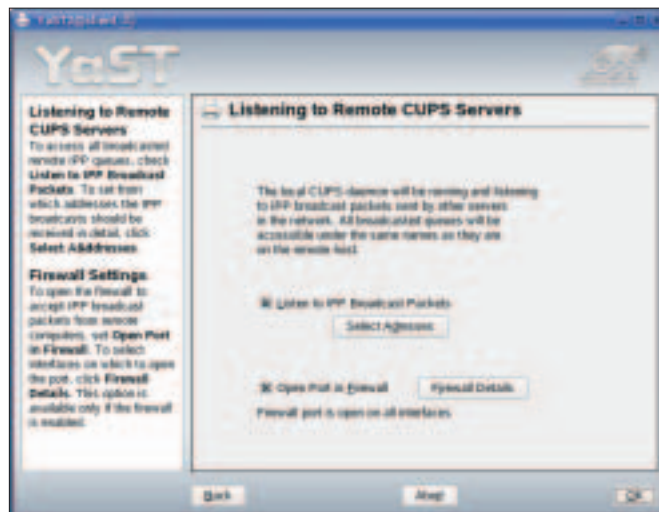 YaST
Listening to Remote
CUPS Servers
To access all broadcasted
remote IPP queues, check
Listen to IPP Broadcast
Packets. To set from
which addresses the IPP
broadcasts should be
received in detail, click
Select Adddresses.
Firewall Settings
To open the firewall to
accept IPP broadcast
packets from remote
computers, set Open Port
in Firewall. To select
interfaces on which to open
the port, click Firewall
Details. This option is
available only if the firewall
is enabled.
Listening to Remote CUPS Servers
The local CUPS daemon will be running and listening
to IPP broadcast packets sent by other servers
in the network. All broadcasted queues will be
accessible under the same names as they are
on the remote host.
Listen to IPP Broadcast Packets
Select Addresses
Open Port in Firewall
Firewall Details
Firewall port is open on all interfaces
Back
Abort
OK